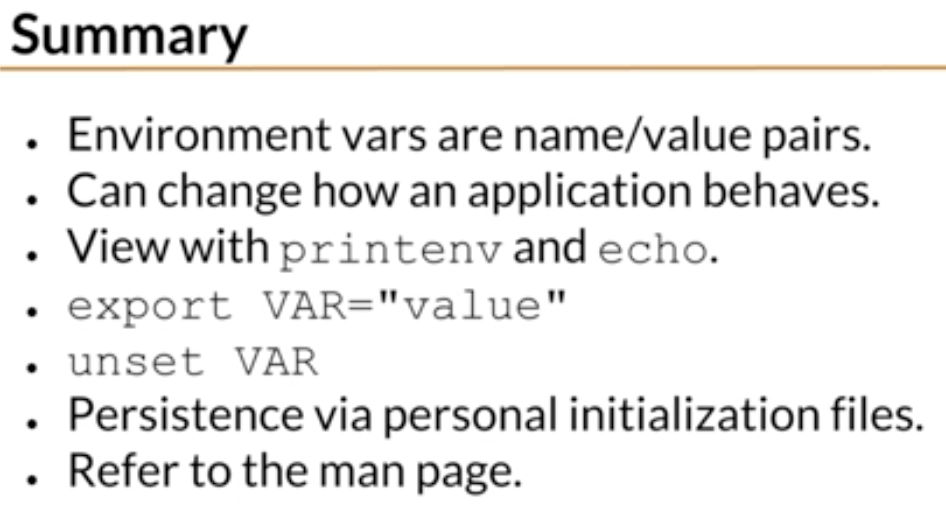 Summary
• Environment vars are name/value pairs.
• Can change how an application behaves.
• View with printenv and echo.
• export VAR="value"
• unset VAR
• Persistence via personal initialization files.
• Refer to the man page.